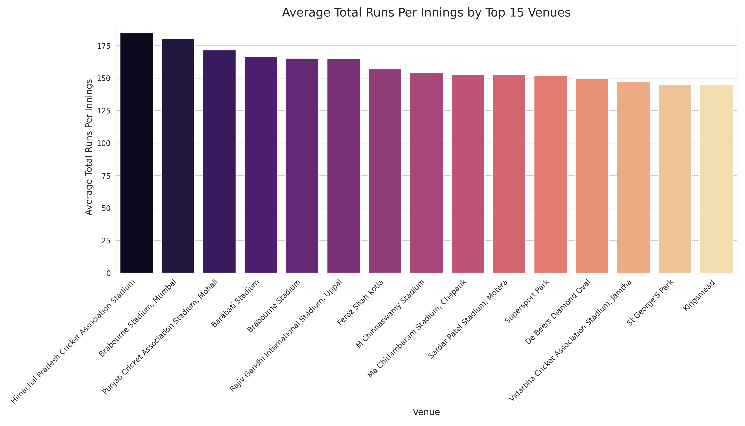 Average Total Runs Per Innings by Top 15 Venues
Average Total Runs Per Innings
175
150
125
100
75
50
25
0
Himachal Pradesh Cricket Association Stadium
Brabourne Stadium, Mumbai
Punjab Cricket Association Stadium, Mohali
Barabati Stadium
Brabourne Stadium
Rajiv Gandhi International Stadium, Uppal
Feroz Shah Kotla
M Chinnaswamy Stadium
Ma Chidambaram Stadium, Chepauk
Sardar Patel Stadium, Motera
Supersport Park
De Beers Diamond Oval
Vidarbha Cricket Association Stadium, Jamtha
St George'S Park
Kingsmead
Venue